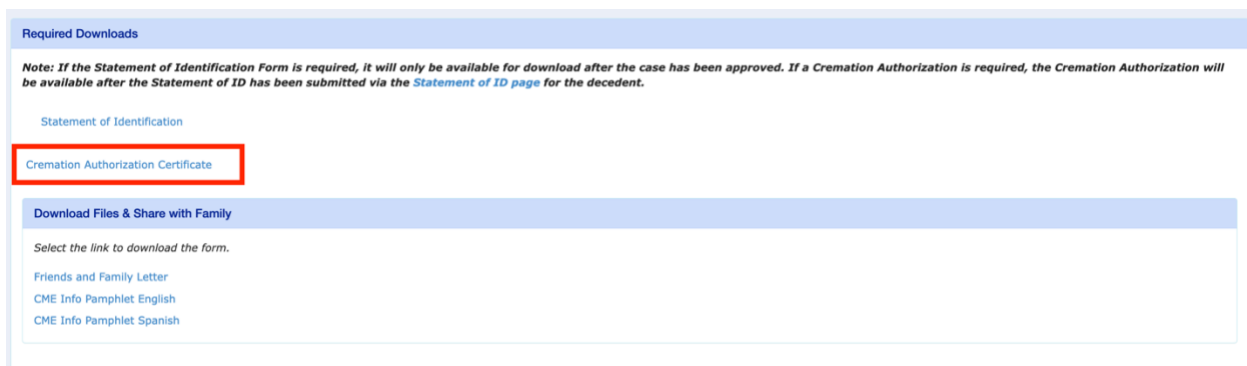 Required Downloads
Note: If the Statement of Identification Form is required, it will only be available for download after the case has been approved. If a Cremation Authorization is required, the Cremation Authorization will
be available after the Statement of ID has been submitted via the Statement of ID page for the decedent.
Statement of Identification
Cremation Authorization Certificate
Download Files & Share with Family
Select the link to download the form.
Friends and Family Letter
CME Info Pamphlet English
CME Info Pamphlet Spanish